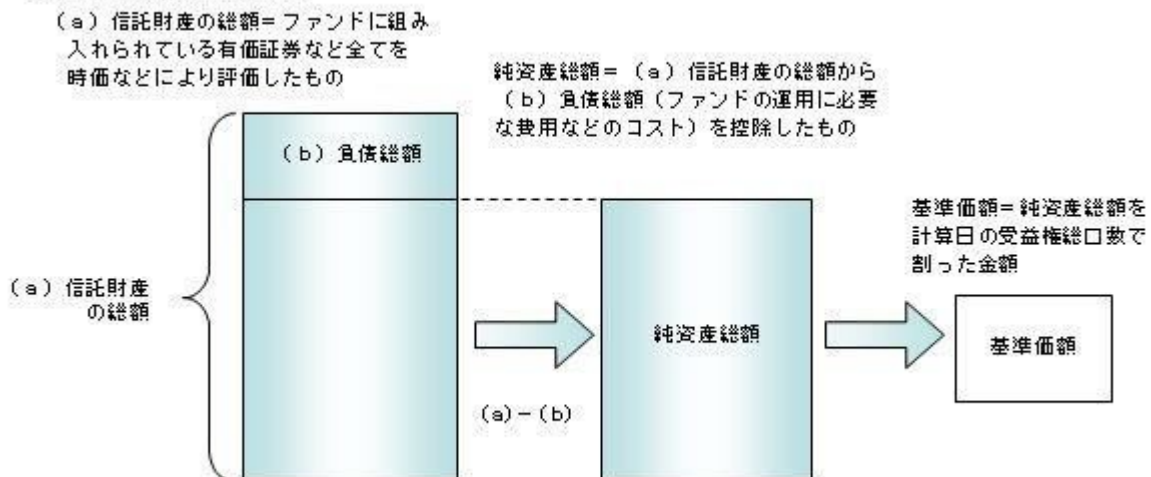 （a）信託財産の総額＝ファンドに組み
入れられている有価証券など全てを
時価などにより評価したもの
純資産総額＝（a）信託財産の総額から
（b）負債総額（ファンドの運用に必要
な費用などのコスト）を控除したもの
（b）負債総額
基準価額＝純資産総額を
計算日の受益権総口数で
割った金額
（a）信託財産
の総額
純資産総額
基準価額
(a)－(b)